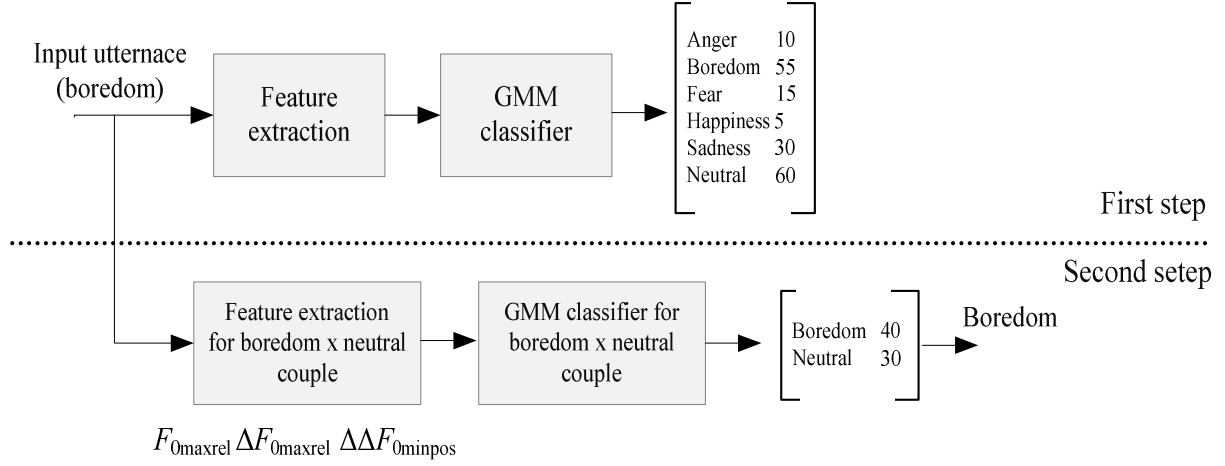 Input utternace
(boredom)
Feature
extraction
GMM
classifier
Anger 10
Boredom 55
Fear 15
Happiness 5
Sadness 30
Neutral 60
First step
Second setep
Feature extraction
for boredom x neutral
couple
GMM classifier for
boredom x neutral
couple
Boredom 40
Neutral 30
Boredom
F0maxrel ΔF0maxrel ΔΔF0minpos